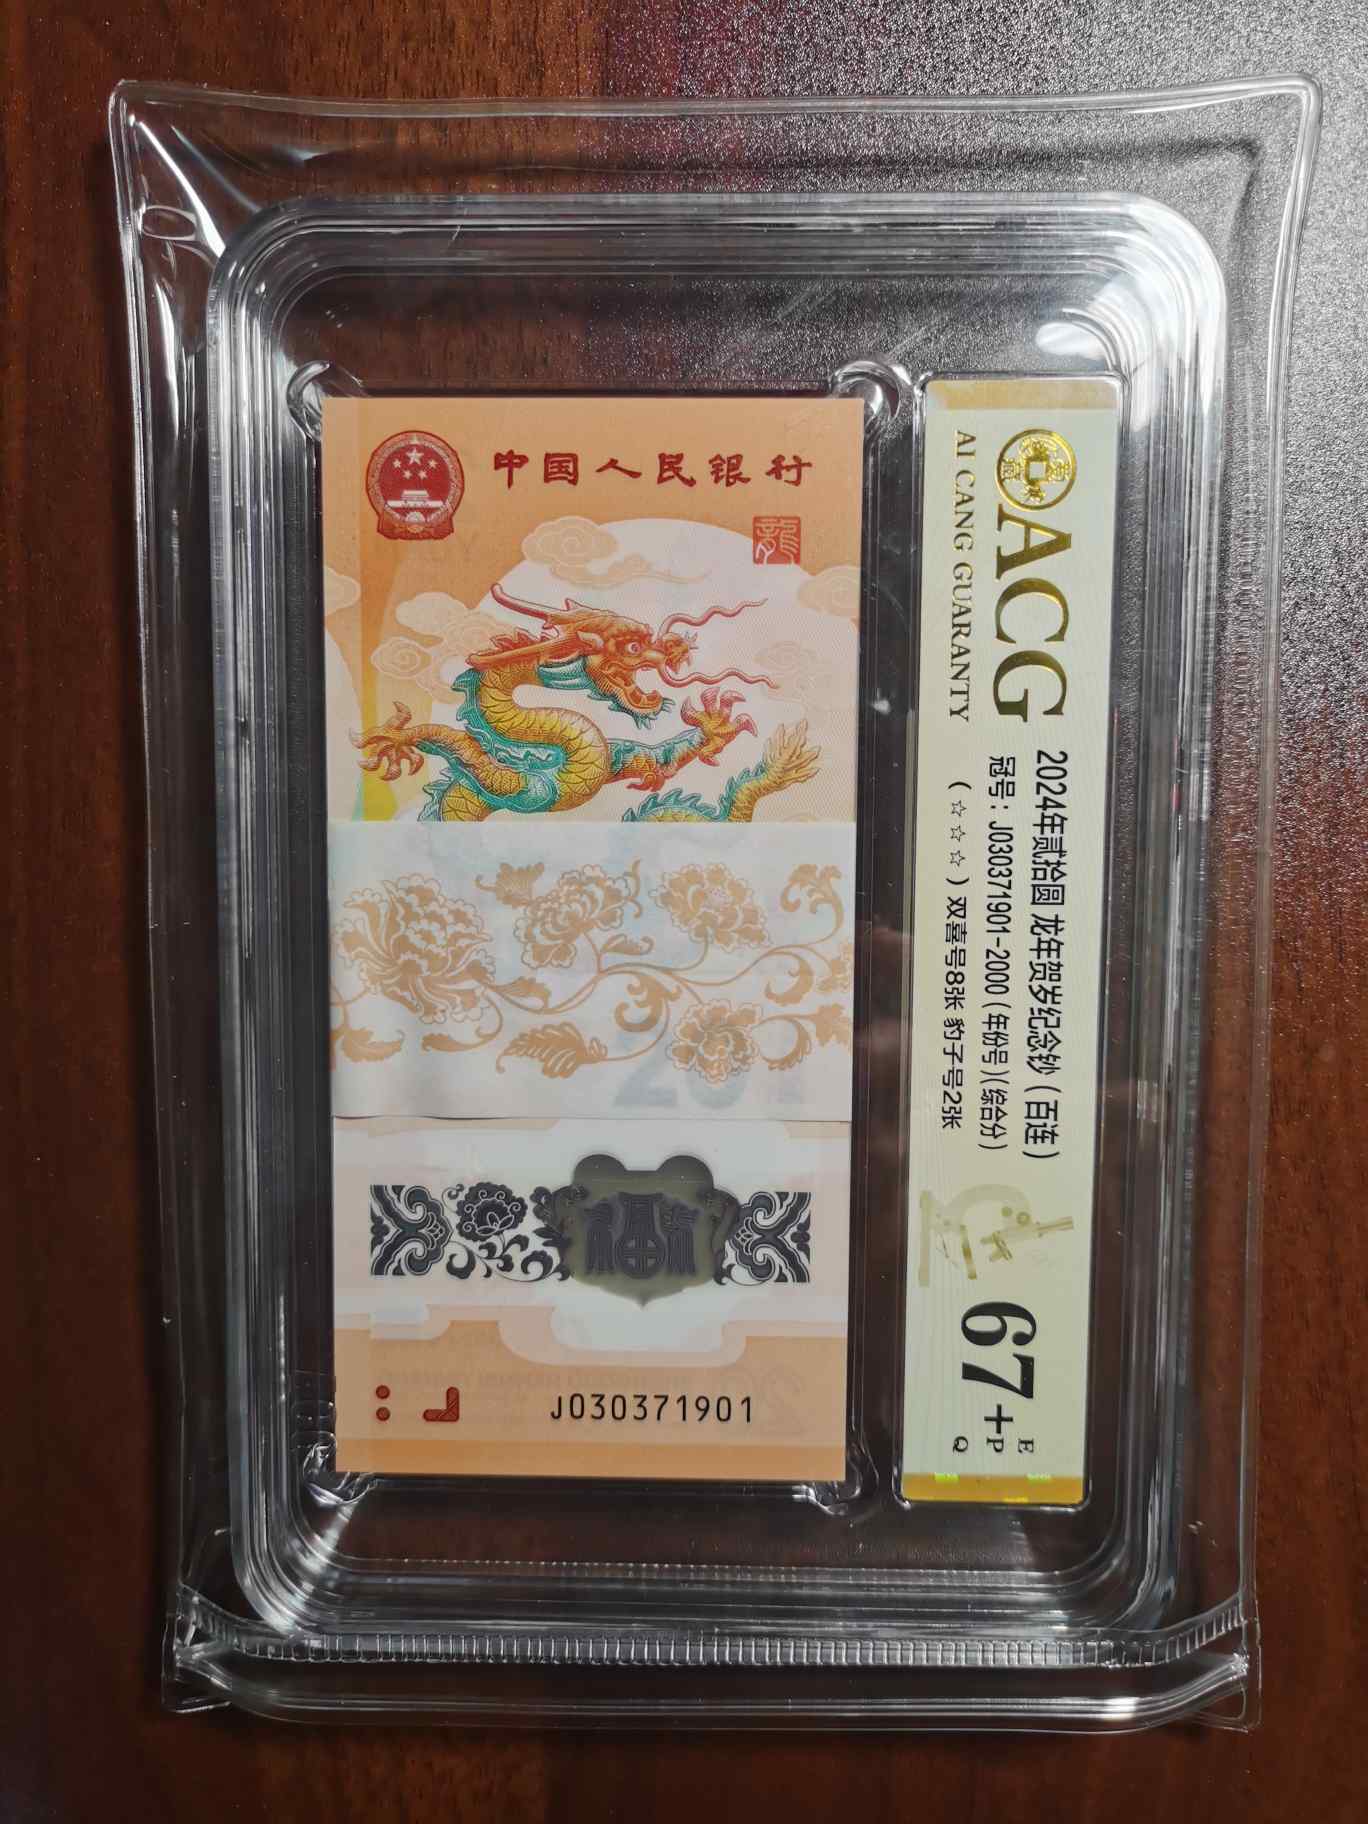 中国人民银行
龍
J030371901
ACG
AI CANG GUARANTY
2024年贰拾圆 龙年贺岁纪念钞（百连）
冠号：J030371901-2000（年份号）（综合分）
（☆☆☆）双喜号8张 豹子号2张
67+
E
P
Q